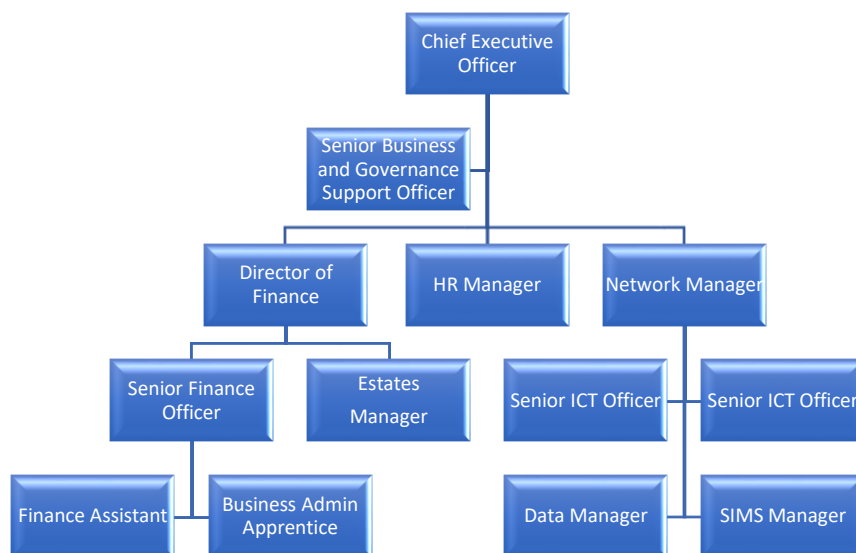 Chief Executive
Officer
Senior Business
and Governance
Support Officer
Director of
Finance
HR Manager
Network Manager
Senior Finance
Officer
Estates
Manager
Senior ICT Officer
Senior ICT Officer
Finance Assistant
Business Admin
Apprentice
Data Manager
SIMS Manager